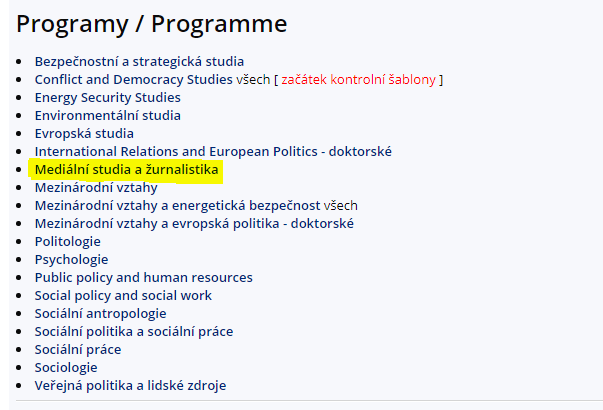 Programy / Programme
Bezpečnostní a strategická studia
Conflict and Democracy Studies všech [ začátek kontrolní šablony ]
Energy Security Studies
Environmentální studia
Evropská studia
International Relations and European Politics - doktorské
Mediální studia a žurnalistika
Mezinárodní vztahy
Mezinárodní vztahy a energetická bezpečnost všech
Mezinárodní vztahy a evropská politika - doktorské
Politologie
Psychologie
Public policy and human resources
Social policy and social work
Sociální antropologie
Sociální politika a sociální práce
Sociální práce
Sociologie
Veřejná politika a lidské zdroje